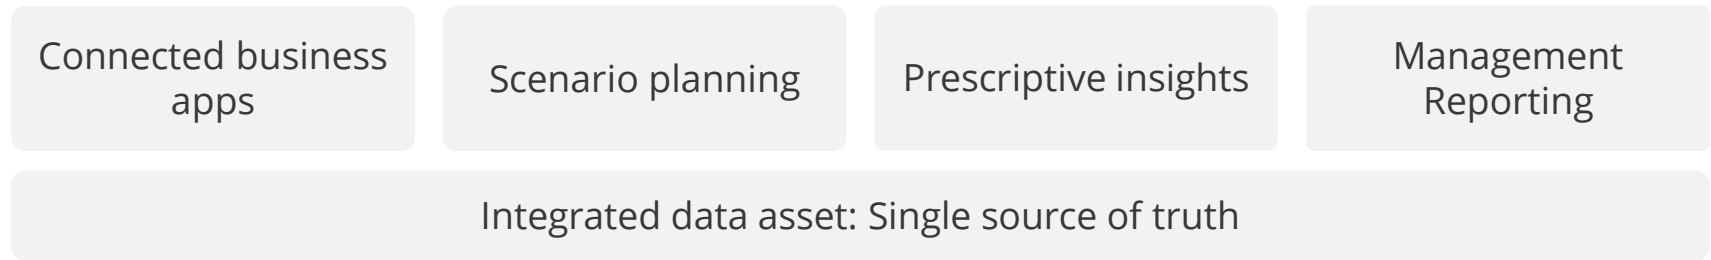 Connected business
apps
Scenario planning
Prescriptive insights
Management
Reporting
Integrated data asset: Single source of truth